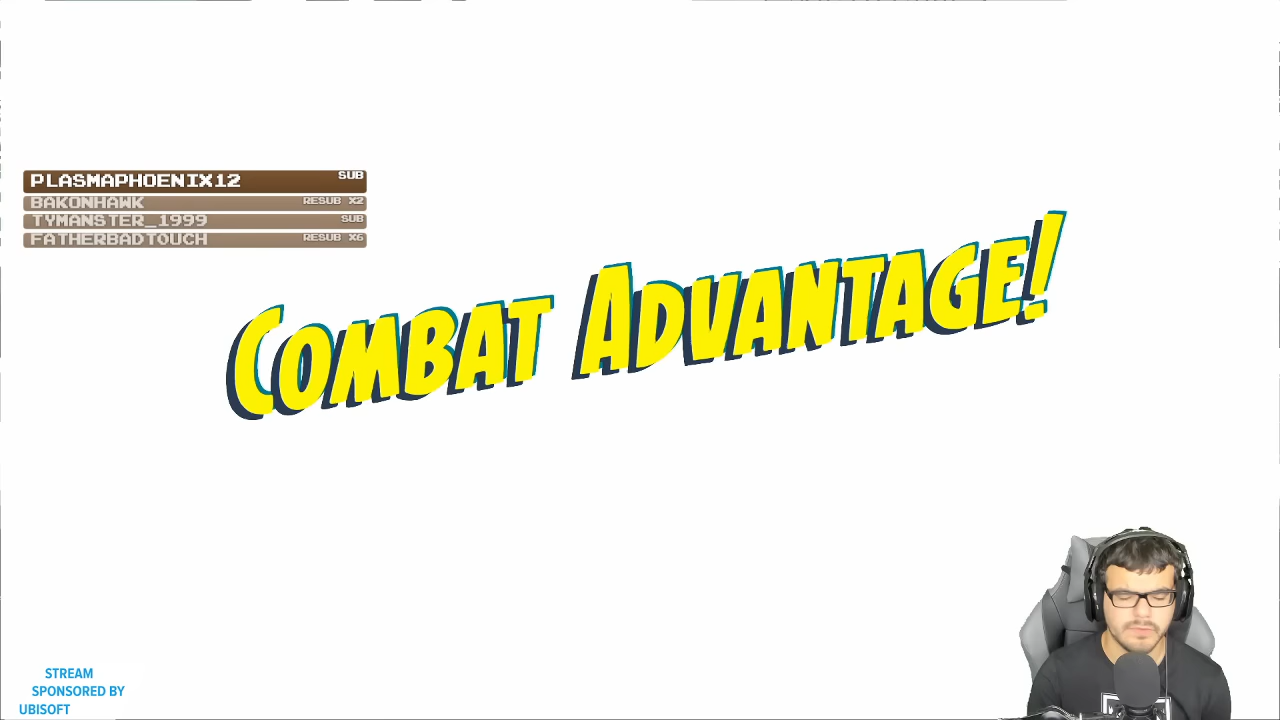 PLASMAPHOENIX12 SUB
BAKONHAWK RESUB X2
TYMANSTER_1999 SUB
FATHERBADTOUCH RESUB X6
COMBAT ADVANTAGE!
STREAM
SPONSORED BY
UBISOFT